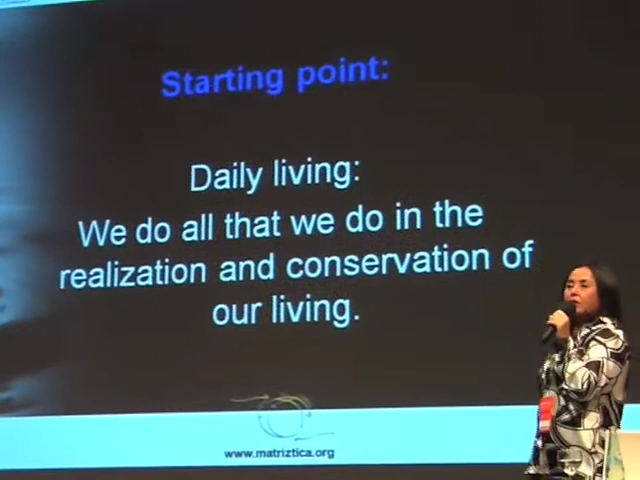 Starting point:
Daily living:
We do all that we do in the
realization and conservation of
our living.
www.matriztica.org